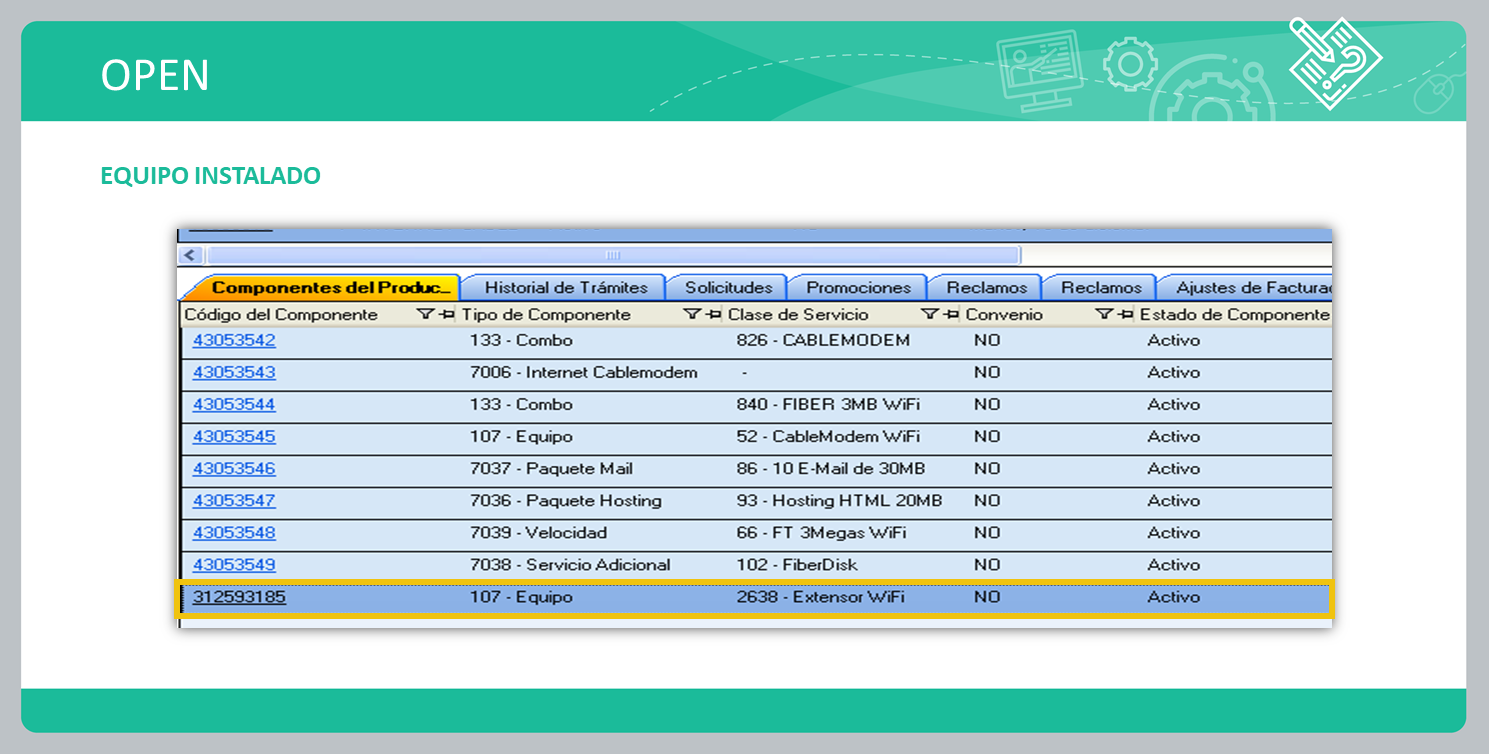 OPEN
EQUIPO INSTALADO
Componentes del Produc... Historial de Trámites Solicitudes Promociones Reclamos Reclamos Ajustes de Facturac
Código del Componente Tipo de Componente Clase de Servicio Convenio Estado de Componente
43053542 133 - Combo 826 - CABLEMODEM NO Activo
43053543 7006 - Internet Cablemodem - NO Activo
43053544 133 - Combo 840 - FIBER 3MB WiFi NO Activo
43053545 107 - Equipo 52 - CableModem WiFi NO Activo
43053546 7037 - Paquete Mail 86 - 10 E-Mail de 30MB NO Activo
43053547 7036 - Paquete Hosting 93 - Hosting HTML 20MB NO Activo
43053548 7039 - Velocidad 66 - FT 3Megas WiFi NO Activo
43053549 7038 - Servicio Adicional 102 - FiberDisk NO Activo
312593185 107 - Equipo 2638 - Extensor WiFi NO Activo